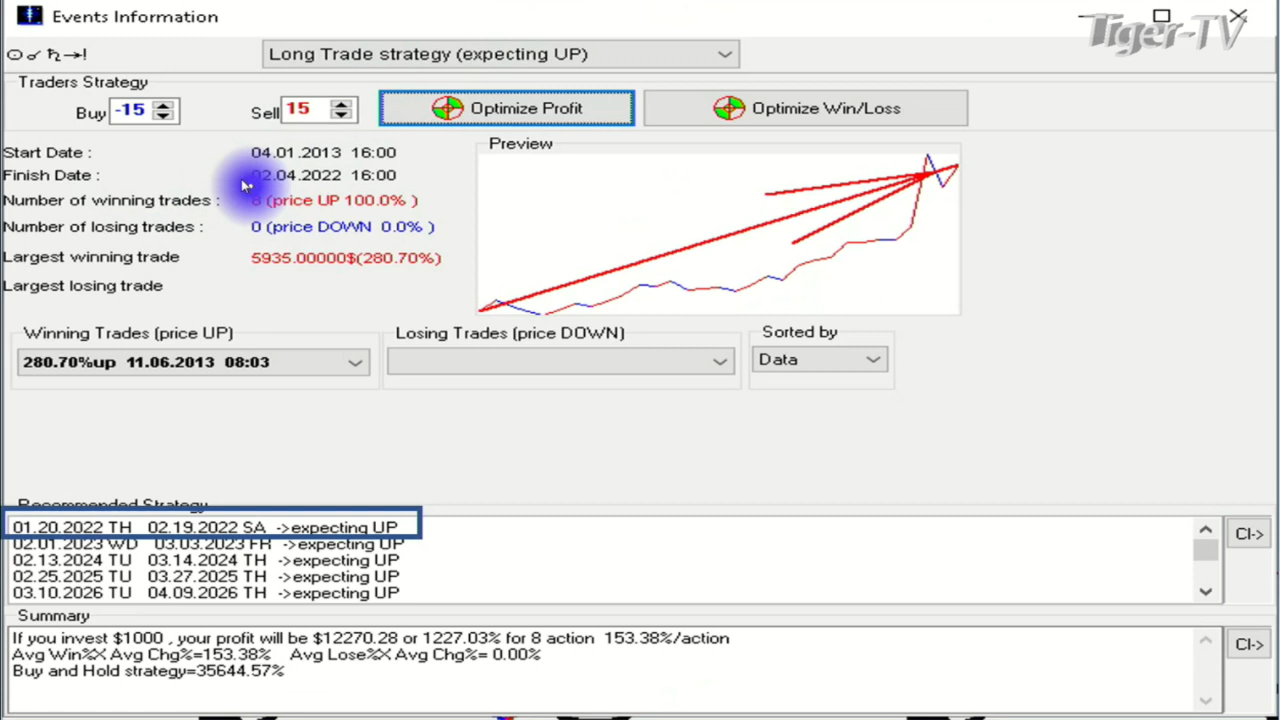 Events Information
Tiger-TV
Long Trade strategy (expecting UP)
Traders Strategy
Buy -15 Sell 15 Optimize Profit Optimize Win/Loss
Start Date : 04.01.2013 16:00
Preview
Finish Date : 02.04.2022 16:00
Number of winning trades : 8 (price UP 100.0% )
Number of losing trades : 0 (price DOWN 0.0% )
Largest winning trade 5935.00000$(280.70%)
Largest losing trade
Winning Trades (price UP) Losing Trades (price DOWN) Sorted by
280.70%up 11.06.2013 08:03 Data
Recommended Strategy
01.20.2022 TH 02.19.2022 SA ->expecting UP
02.01.2023 WD 03.03.2023 FR ->expecting UP
02.13.2024 TU 03.14.2024 TH ->expecting UP
02.25.2025 TU 03.27.2025 TH ->expecting UP
03.10.2026 TU 04.09.2026 TH ->expecting UP
Cl->
Summary
If you invest $1000 , your profit will be $12270.28 or 1227.03% for 8 action 153.38%/action
Avg Win%X Avg Chg%=153.38% Avg Lose%X Avg Chg%= 0.00%
Buy and Hold strategy=35644.57%
Cl->